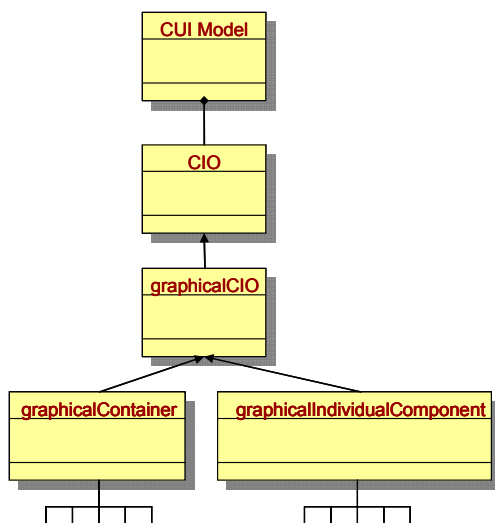 CUI Model
CIO
graphicalCIO
graphicalContainer
graphicalIndividualComponent